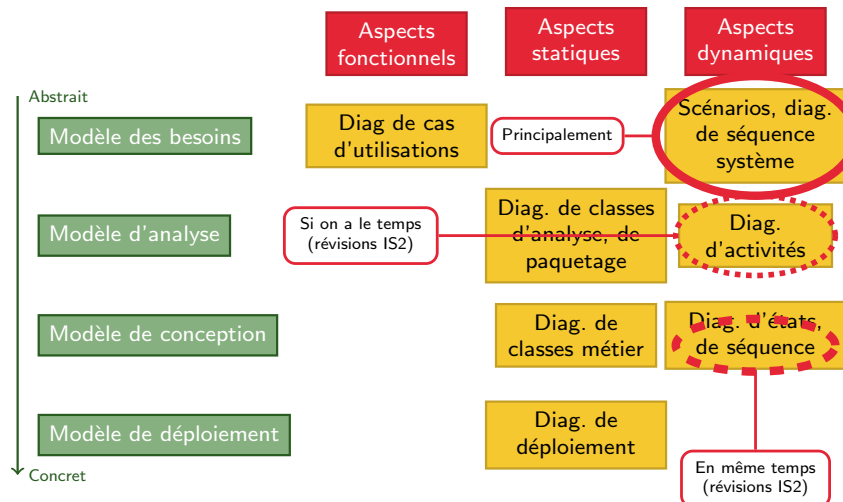 Aspects
fonctionnels
Aspects
statiques
Aspects
dynamiques
Abstrait
Modèle des besoins
Diag de cas
d'utilisations
Principalement
Scénarios, diag.
de séquence
système
Modèle d'analyse
Si on a le temps
(révisions IS2)
Diag. de classes
d'analyse, de
paquetage
Diag.
d'activités
Modèle de conception
Diag. de
classes métier
Diag. d'états,
de séquence
Modèle de déploiement
Diag. de
déploiement
En même temps
(révisions IS2)
Concret